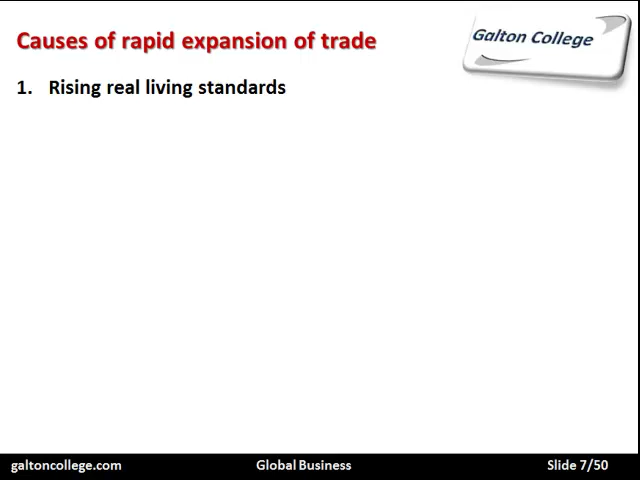 Causes of rapid expansion of trade
Galton College
1. Rising real living standards
galtoncollege.com
Global Business
Slide 7/50